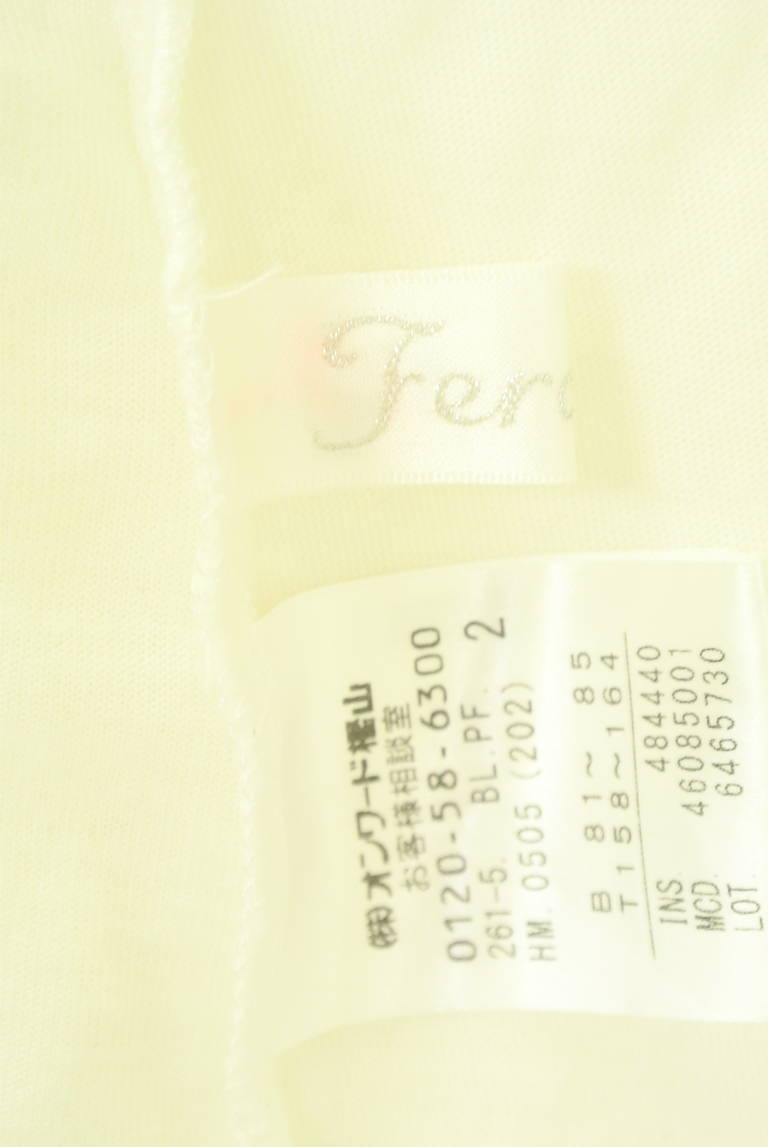 Fer
(株)オンワード樫山
お客様相談室
0120-58-6300
261-5. BL.PF. 2
HM. 0505 (202)
B 81～ 85
T 158～164
INS. 484440
MCD. 46085001
LOT. 6465730